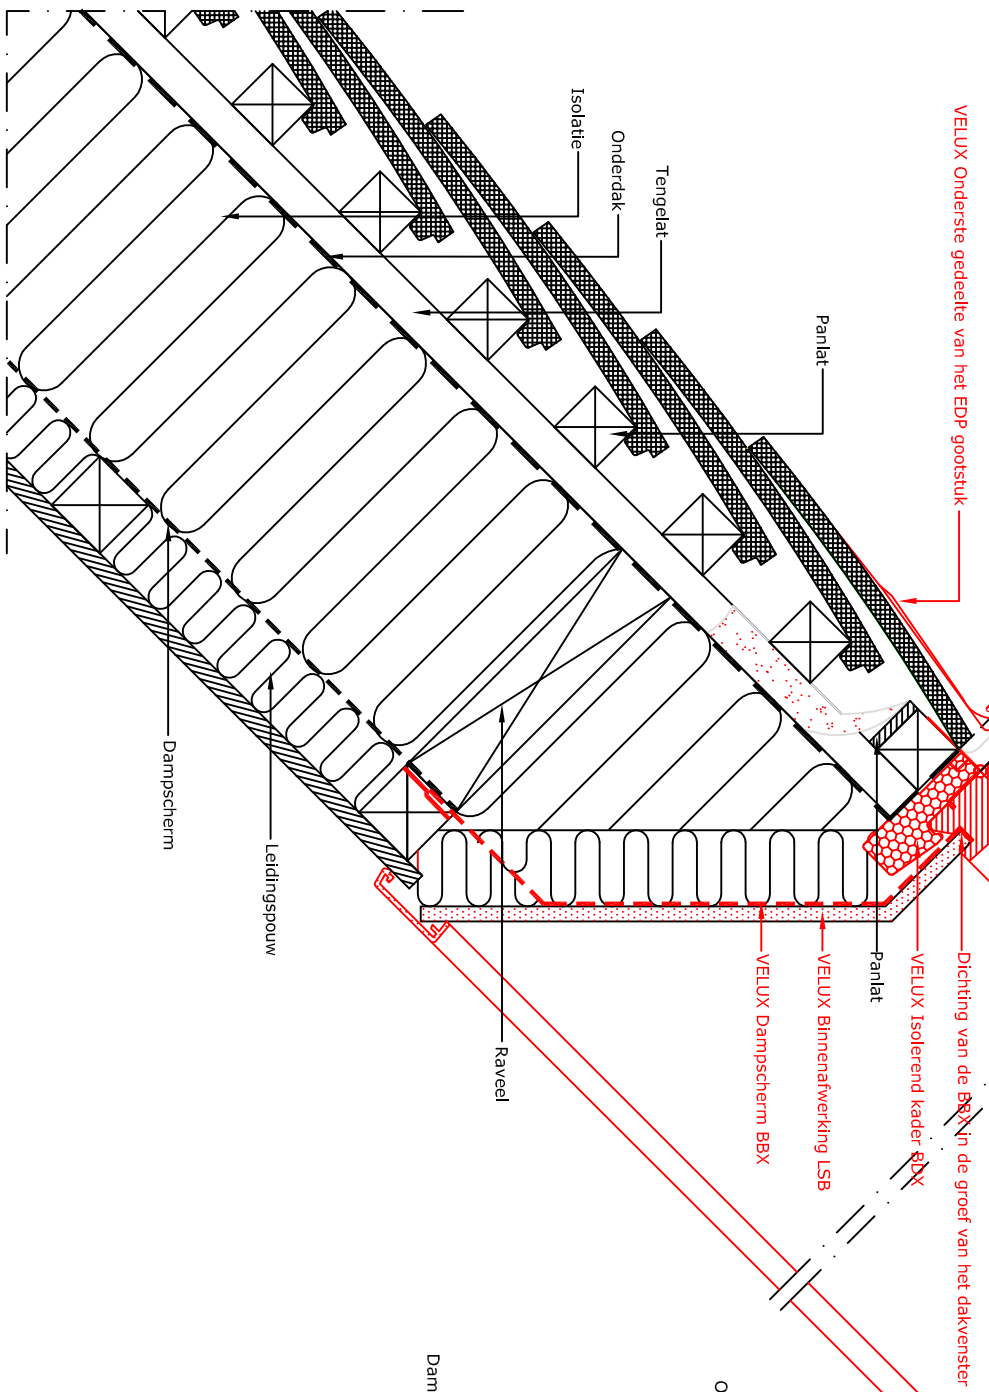 VELUX Onderste gedeelte van het EDP gootstuk
Panlat
Tengelat
Onderdak
Isolatie
Dichting van de BBX in de groef van het dakvenster
VELUX Isolerend kader BDX
Panlat
VELUX Binnenafwerking LSB
VELUX Dampscherm BBX
Raveel
Leidingspouw
Dampscherm
O
Dam